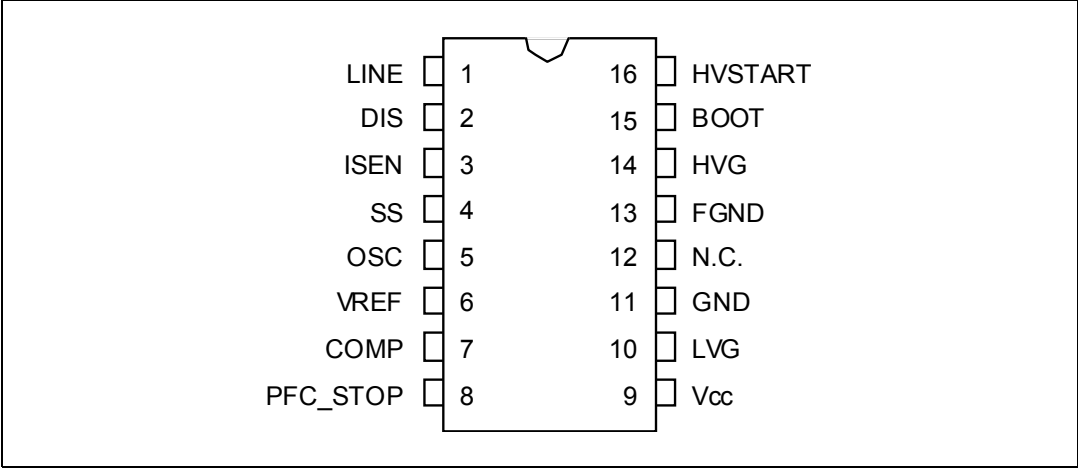 LINE 1 16 HVSTART
DIS 2 15 BOOT
ISEN 3 14 HVG
SS 4 13 FGND
OSC 5 12 N.C.
VREF 6 11 GND
COMP 7 10 LVG
PFC_STOP 8 9 Vcc